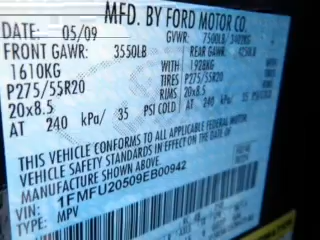 MFD. BY FORD MOTOR CO.
DATE: 05/09 GVWR: 7500LB/ 3402KG
FRONT GAWR: 3550LB REAR GAWR: 4250LB
1610KG WITH 1928KG WITH
P275/55R20 TIRES P275/55R20
20x8.5 RIMS 20x8.5
AT 240 kPa/ 35 PSI COLD AT 240 kPa/ 35 PSI COLD
THIS VEHICLE CONFORMS TO ALL APPLICABLE FEDERAL MOTOR
VEHICLE SAFETY STANDARDS IN EFFECT ON THE DATE OF
MANUFACTURE SHOWN ABOVE.
VIN: 1FMFU20509EB00942
TYPE: MPV